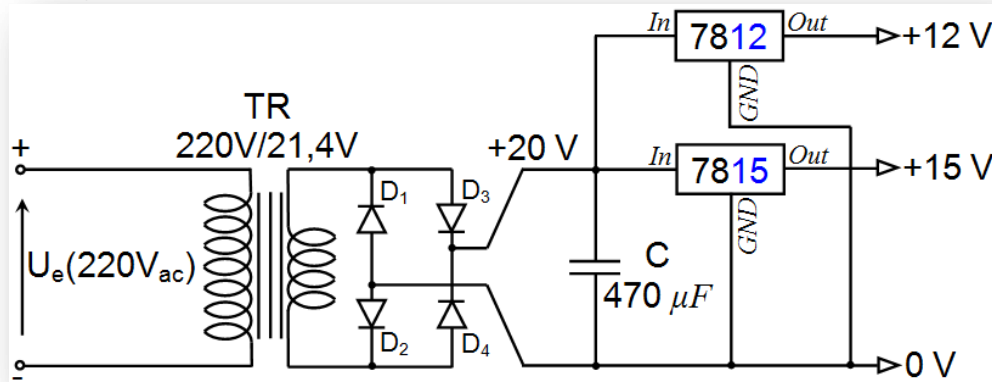 In 7812 Out +12 V
GND
TR
220V/21,4V
+ +20 V In 7815 Out +15 V
D1 D3
GND
Ue(220Vac) C
470 µF
D2 D4
- 0 V